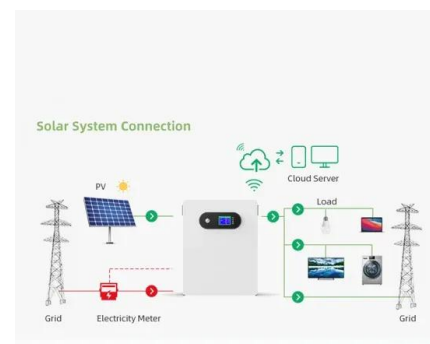 Solar System Connection
Cloud Server
PV
Load
Grid
Electricity Meter
Grid